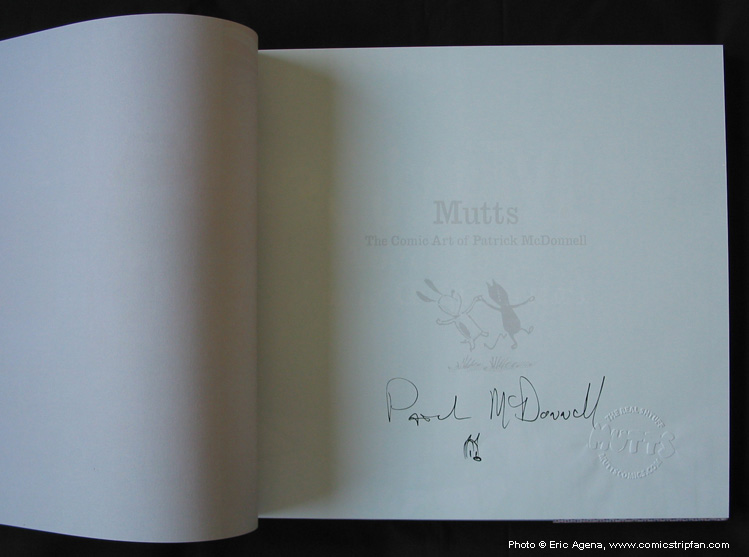 Mutts
The Comic Art of Patrick McDonnell
Patrick McDonnell
MUTTS
Photo © Eric Agena, www.comicstripfan.com